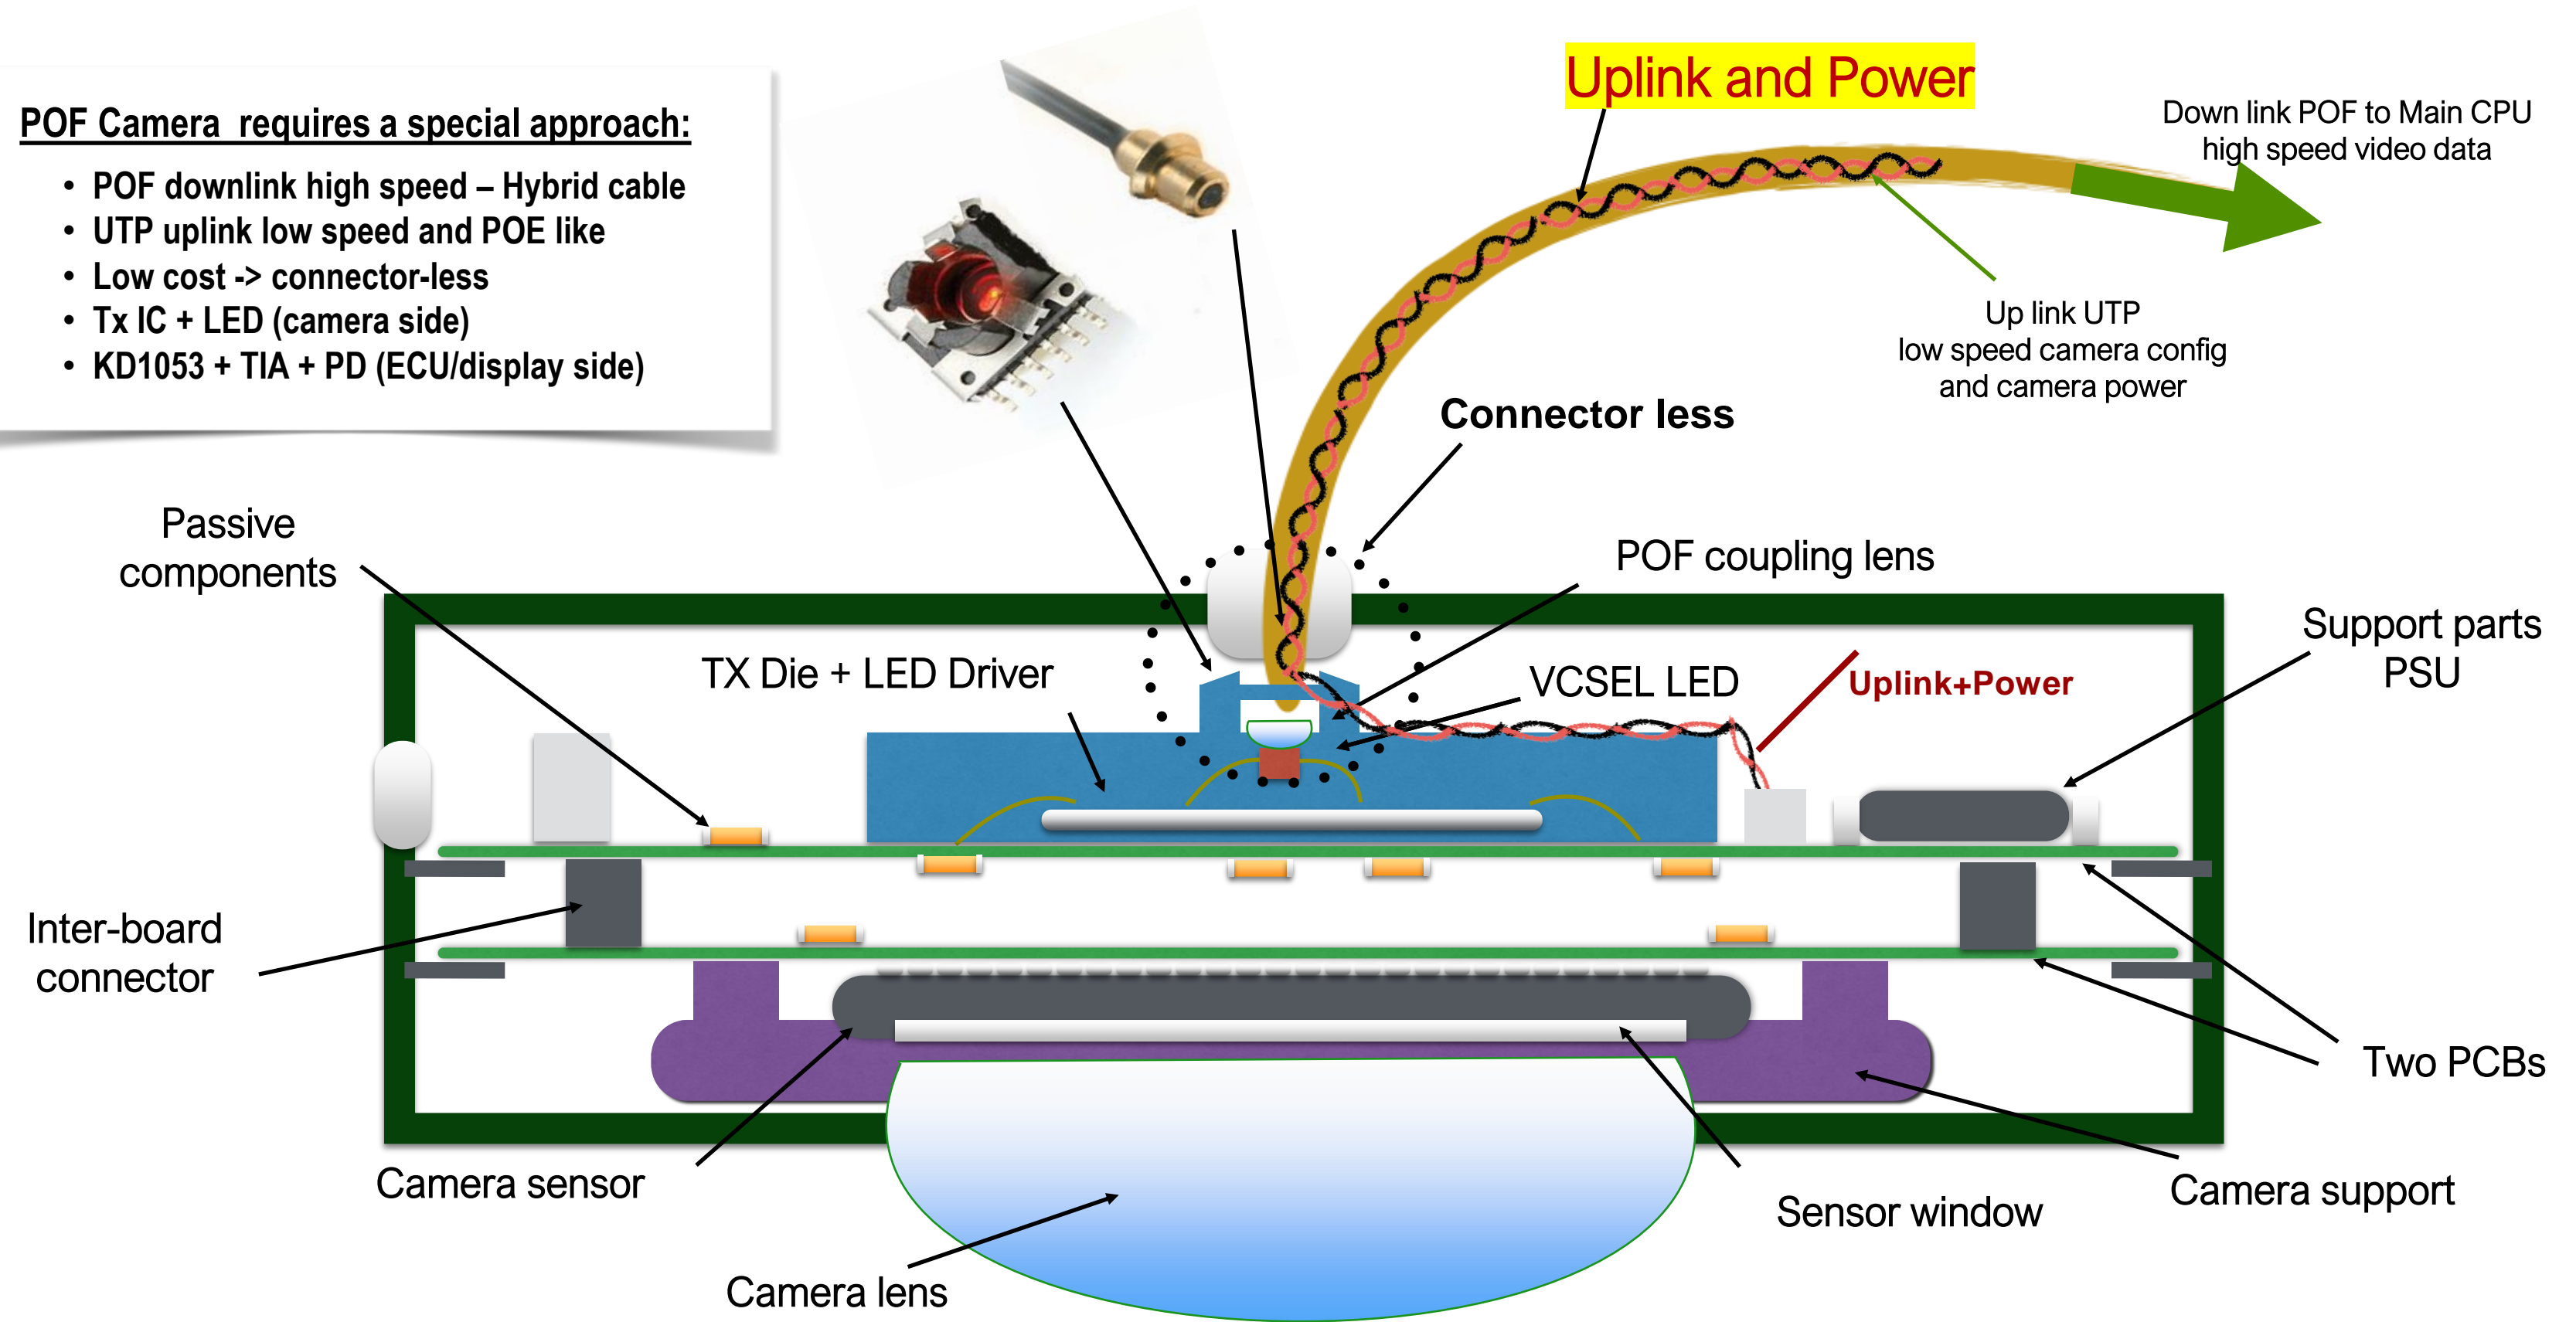 POF Camera requires a special approach:
• POF downlink high speed – Hybrid cable
• UTP uplink low speed and POE like
• Low cost -> connector-less
• Tx IC + LED (camera side)
• KD1053 + TIA + PD (ECU/display side)
Uplink and Power
Down link POF to Main CPU
high speed video data
Up link UTP
low speed camera config
and camera power
Connector less
Passive
components
POF coupling lens
Support parts
PSU
TX Die + LED Driver
VCSEL LED
Uplink+Power
Inter-board
connector
Two PCBs
Camera sensor
Sensor window
Camera support
Camera lens